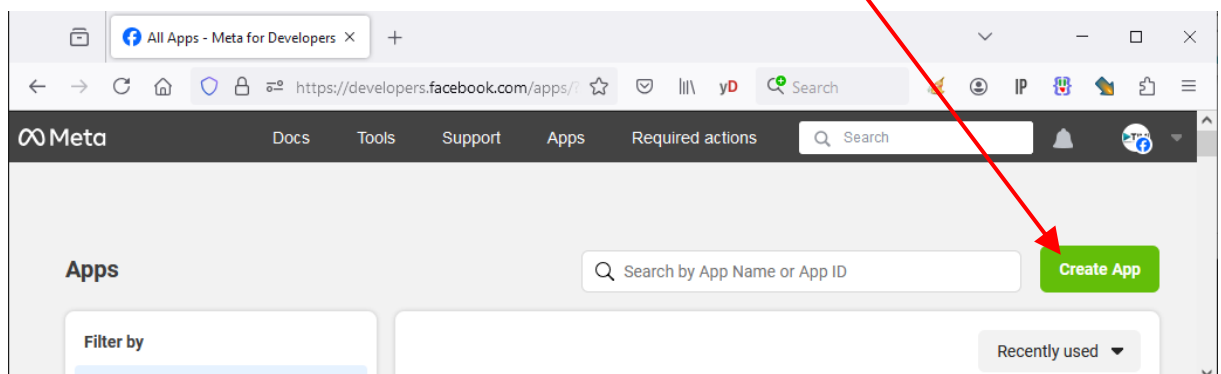 All Apps - Meta for Developers
https://developers.facebook.com/apps/?
yD
Search
IP
Meta
Docs Tools Support Apps Required actions Search
Apps
Search by App Name or App ID
Create App
Filter by
Recently used